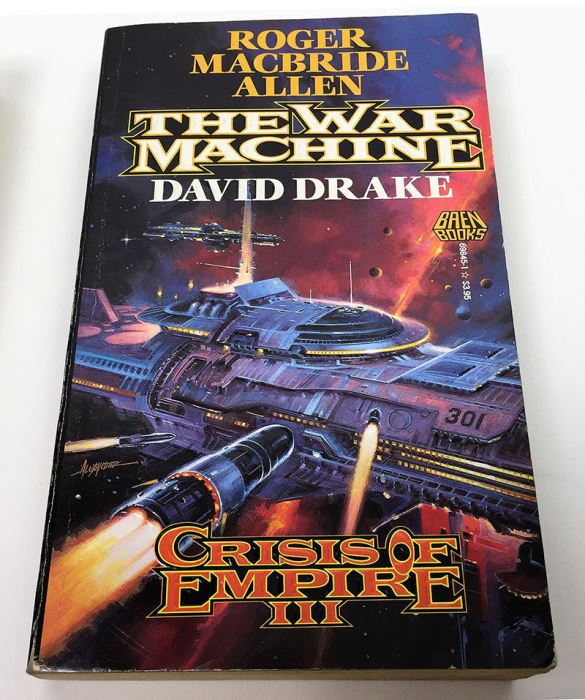 ROGER
MACBRIDE
ALLEN
THE WAR
MACHINE
DAVID DRAKE
BAEN
BOOKS
69845-1 ☆ $3.95
301
ALEXANDER
CRISIS OF
EMPIRE
III